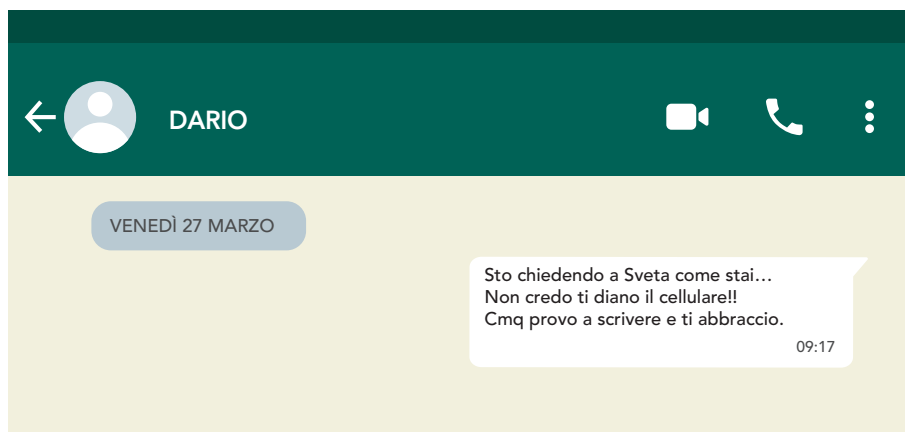 DARIO
VENEDÌ 27 MARZO
Sto chiedendo a Sveta come stai…
Non credo ti diano il cellulare!!
Cmq provo a scrivere e ti abbraccio.
09:17